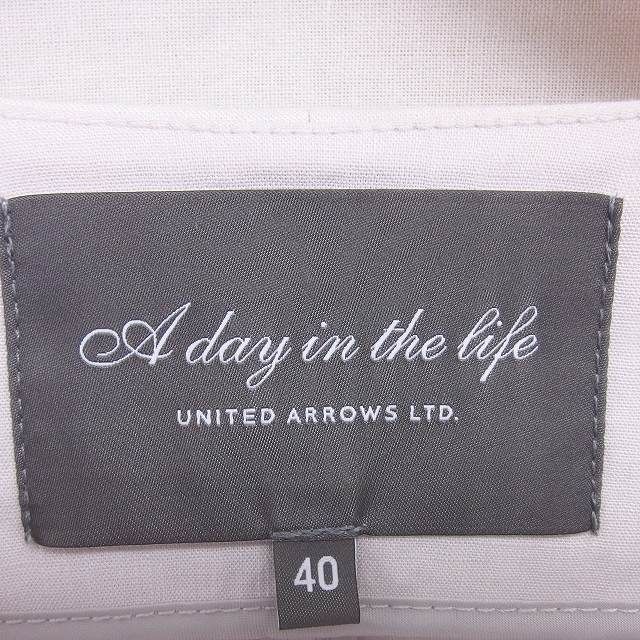 A day in the life
UNITED ARROWS LTD.
40